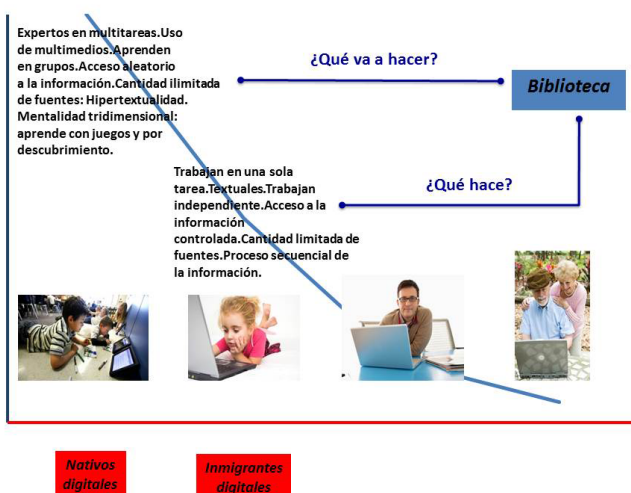 Expertos en multitareas.Uso
de multimedios.Aprenden
en grupos.Acceso aleatorio
a la información.Cantidad ilimitada
de fuentes: Hipertextualidad.
Mentalidad tridimensional:
aprende con juegos y por
descubrimiento.
¿Qué va a hacer?
Biblioteca
Trabajan en una sola
tarea.Textuales.Trabajan
independiente.Acceso a la
información
controlada.Cantidad limitada de
fuentes.Proceso secuencial de
la información.
¿Qué hace?
Nativos
digitales
Inmigrantes
digitales